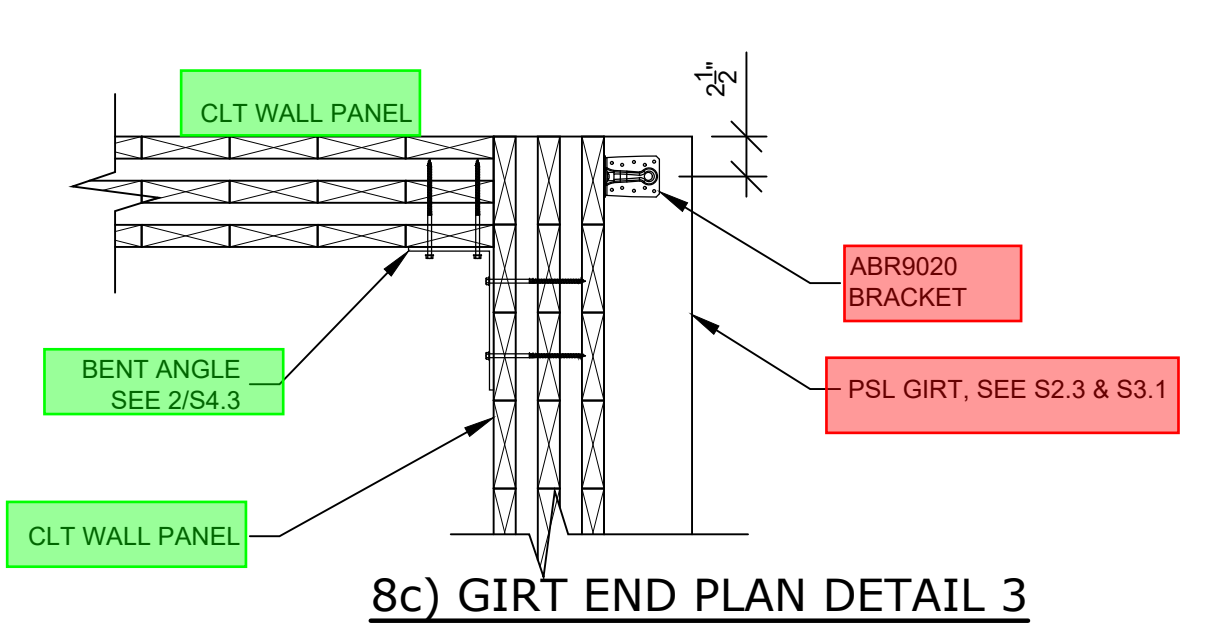 CLT WALL PANEL
2½"
ABR9020
BRACKET
BENT ANGLE
SEE 2/S4.3
PSL GIRT, SEE S2.3 & S3.1
CLT WALL PANEL
8c) GIRT END PLAN DETAIL 3